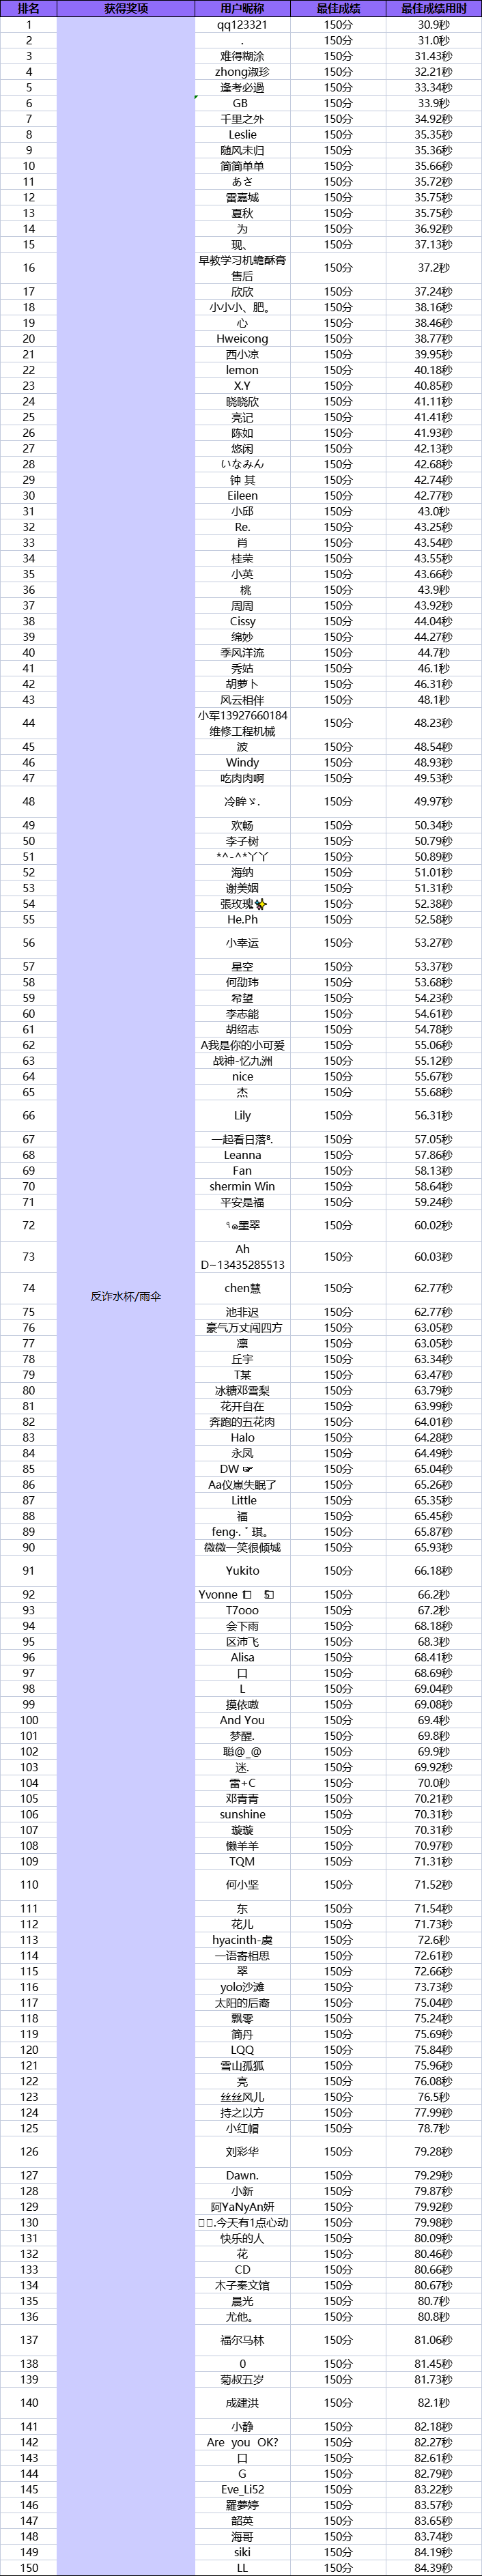 排名 获得奖项 用户昵称 最佳成绩 最佳成绩用时
1 qq123321 150分 30.9秒
2 . 150分 31.0秒
3 难得糊涂 150分 31.43秒
4 zhong淑珍 150分 32.21秒
5 逢考必過 150分 33.34秒
6 GB 150分 33.9秒
7 千里之外 150分 34.92秒
8 Leslie 150分 35.35秒
9 随风未归 150分 35.36秒
10 简简单单 150分 35.66秒
11 あさ 150分 35.72秒
12 雷嘉城 150分 35.75秒
13 夏秋 150分 35.75秒
14 为 150分 36.92秒
15 现、 150分 37.13秒
16 早教学习机蟾酥膏 150分 37.2秒
售后
17 欣欣 150分 37.24秒
18 小小小、肥。 150分 38.16秒
19 心 150分 38.46秒
20 Hweicong 150分 38.77秒
21 西小凉 150分 39.95秒
22 lemon 150分 40.18秒
23 X.Y 150分 40.85秒
24 晓晓欣 150分 41.11秒
25 亮记 150分 41.41秒
26 陈如 150分 41.93秒
27 悠闲 150分 42.13秒
28 いなみん 150分 42.68秒
29 钟 其 150分 42.74秒
30 Eileen 150分 42.77秒
31 小邱 150分 43.0秒
32 Re. 150分 43.25秒
33 肖 150分 43.54秒
34 桂荣 150分 43.55秒
35 小英 150分 43.66秒
36 桃 150分 43.9秒
37 周周 150分 43.92秒
38 Cissy 150分 44.04秒
39 绵妙 150分 44.27秒
40 季风洋流 150分 44.7秒
41 秀姑 150分 46.1秒
42 胡萝卜 150分 46.31秒
43 风云相伴 150分 48.1秒
44 小军13927660184 150分 48.23秒
维修工程机械
45 波 150分 48.54秒
46 Windy 150分 48.93秒
47 吃肉肉啊 150分 49.53秒
48 冷眸ゞ. 150分 49.97秒
49 欢畅 150分 50.34秒
50 李子树 150分 50.79秒
51 *^-^*丫丫 150分 50.89秒
52 海纳 150分 51.01秒
53 谢美姻 150分 51.31秒
54 張玫瑰✨ 150分 52.38秒
55 He.Ph 150分 52.58秒
56 小幸运 150分 53.27秒
57 星空 150分 53.37秒
58 何劭玮 150分 53.68秒
59 希望 150分 54.23秒
60 李志能 150分 54.61秒
61 胡绍志 150分 54.78秒
62 A我是你的小可爱 150分 55.06秒
63 战神-忆九洲 150分 55.12秒
64 nice 150分 55.67秒
65 杰 150分 55.68秒
66 Lily 150分 56.31秒
67 一起看日落⁸. 150分 57.05秒
68 Leanna 150分 57.86秒
69 Fan 150分 58.13秒
70 shermin Win 150分 58.64秒
71 平安是福 150分 59.24秒
72 墨翠 150分 60.02秒
73 Ah 150分 60.03秒
D~13435285513
74 chen慧 150分 62.77秒
反诈水杯/雨伞
75 池非迟 150分 62.77秒
76 豪气万丈闯四方 150分 63.05秒
77 凛 150分 63.05秒
78 丘宇 150分 63.34秒
79 T某 150分 63.47秒
80 冰糖邓雪梨 150分 63.79秒
81 花开自在 150分 63.99秒
82 奔跑的五花肉 150分 64.01秒
83 Halo 150分 64.28秒
84 永凤 150分 64.49秒
85 DW ☞ 150分 65.04秒
86 Aa仪崽失眠了 150分 65.26秒
87 Little 150分 65.35秒
88 福 150分 65.45秒
89 feng·. ﾟ琪。 150分 65.87秒
90 微微一笑很倾城 150分 65.93秒
91 Yukito 150分 66.18秒
92 Yvonne 1 5 150分 66.2秒
93 T7ooo 150分 67.2秒
94 会下雨 150分 68.18秒
95 区沛飞 150分 68.3秒
96 Alisa 150分 68.41秒
97 口 150分 68.69秒
98 L 150分 69.04秒
99 摸依嗷 150分 69.08秒
100 And You 150分 69.4秒
101 梦醒. 150分 69.8秒
102 聪@_@ 150分 69.9秒
103 迷. 150分 69.92秒
104 雷+C 150分 70.0秒
105 邓青青 150分 70.21秒
106 sunshine 150分 70.31秒
107 璇璇 150分 70.31秒
108 懒羊羊 150分 70.97秒
109 TQM 150分 71.31秒
110 何小坚 150分 71.52秒
111 东 150分 71.54秒
112 花儿 150分 71.73秒
113 hyacinth-虞 150分 72.6秒
114 一语寄相思 150分 72.61秒
115 翠 150分 72.66秒
116 yolo沙滩 150分 73.73秒
117 太阳的后裔 150分 75.04秒
118 飘零 150分 75.24秒
119 简丹 150分 75.69秒
120 LQQ 150分 75.84秒
121 雪山孤狐 150分 75.96秒
122 亮 150分 76.08秒
123 丝丝风儿 150分 76.5秒
124 持之以方 150分 77.99秒
125 小红帽 150分 78.7秒
126 刘彩华 150分 79.28秒
127 Dawn. 150分 79.29秒
128 小新 150分 79.87秒
129 阿YaNyAn妍 150分 79.92秒
130 .今天有1点心动 150分 79.98秒
131 快乐的人 150分 80.09秒
132 花 150分 80.46秒
133 CD 150分 80.66秒
134 木子秦文馆 150分 80.67秒
135 晨光 150分 80.7秒
136 尤他。 150分 80.8秒
137 福尔马林 150分 81.06秒
138 0 150分 81.45秒
139 菊叔五岁 150分 81.73秒
140 成建洪 150分 82.1秒
141 小静 150分 82.18秒
142 Are you OK? 150分 82.27秒
143 口 150分 82.61秒
144 G 150分 82.79秒
145 Eve_Li52 150分 83.22秒
146 羅夢婷 150分 83.57秒
147 韶英 150分 83.65秒
148 海哥 150分 83.74秒
149 siki 150分 84.19秒
150 LL 150分 84.39秒